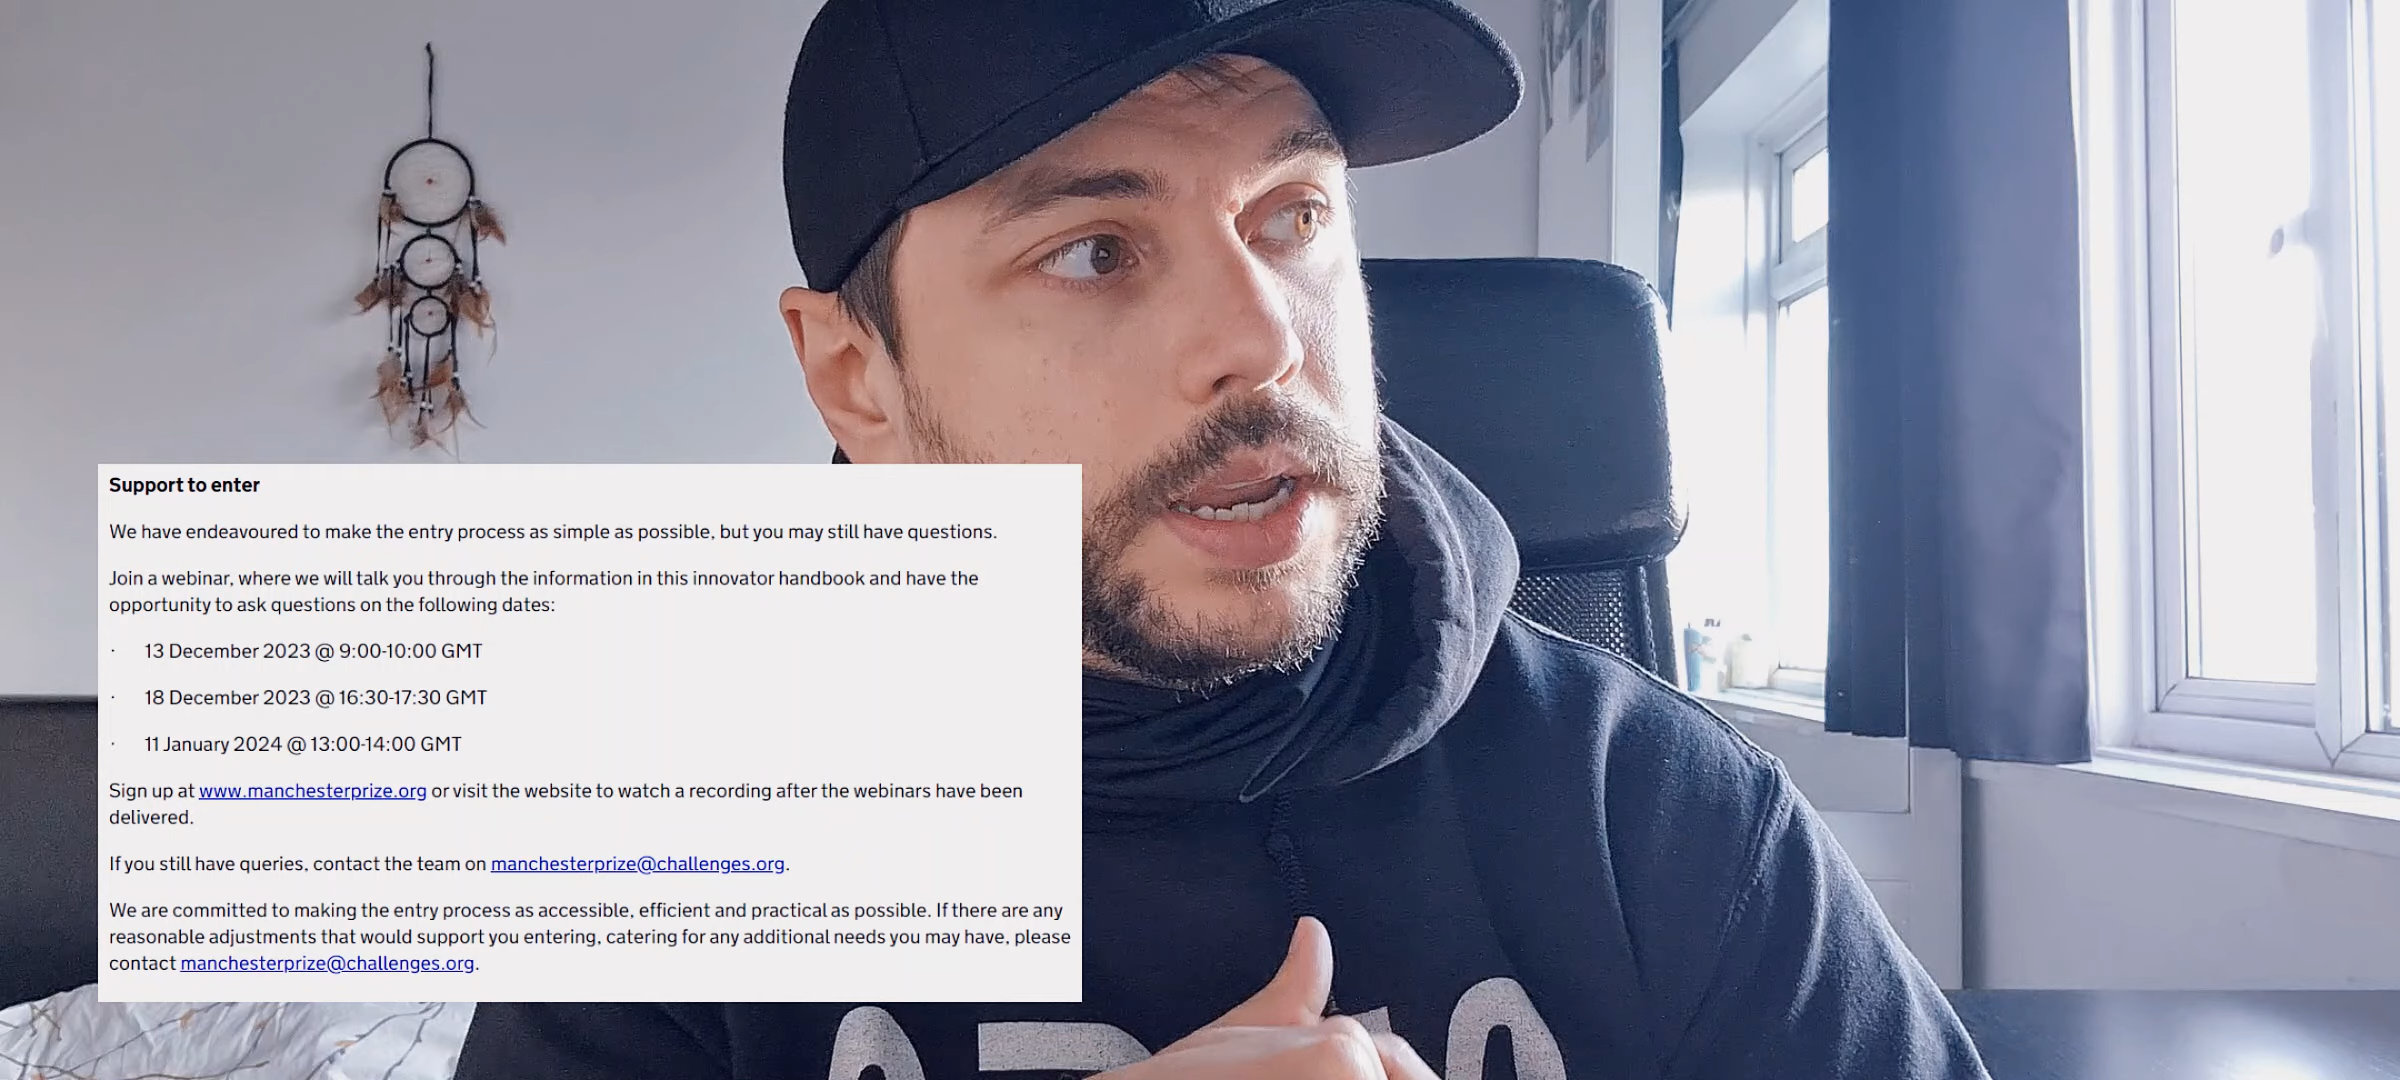 Support to enter
We have endeavoured to make the entry process as simple as possible, but you may still have questions.
Join a webinar, where we will talk you through the information in this innovator handbook and have the
opportunity to ask questions on the following dates:
· 13 December 2023 @ 9:00-10:00 GMT
· 18 December 2023 @ 16:30-17:30 GMT
· 11 January 2024 @ 13:00-14:00 GMT
Sign up at www.manchesterprize.org or visit the website to watch a recording after the webinars have been
delivered.
If you still have queries, contact the team on manchesterprize@challenges.org.
We are committed to making the entry process as accessible, efficient and practical as possible. If there are any
reasonable adjustments that would support you entering, catering for any additional needs you may have, please
contact manchesterprize@challenges.org.